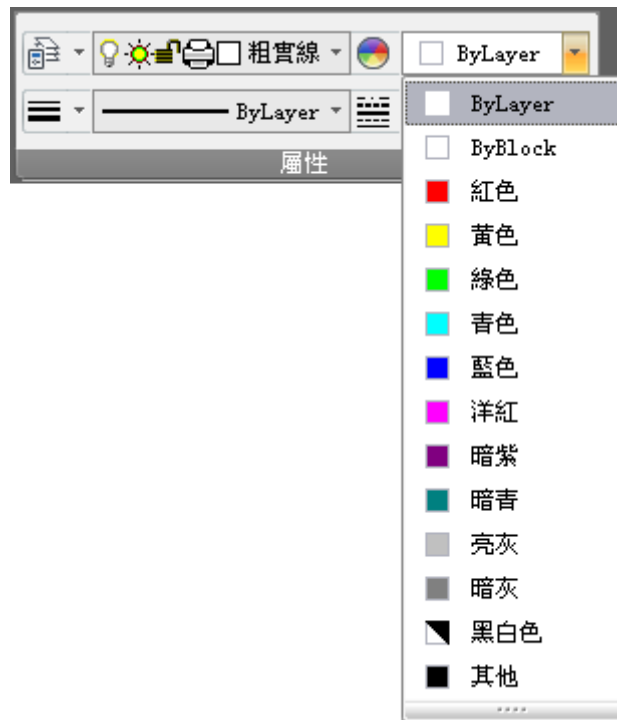 粗實線 ByLayer
ByLayer
屬性
ByLayer
ByBlock
紅色
黃色
綠色
青色
藍色
洋紅
暗紫
暗青
亮灰
暗灰
黑白色
其他